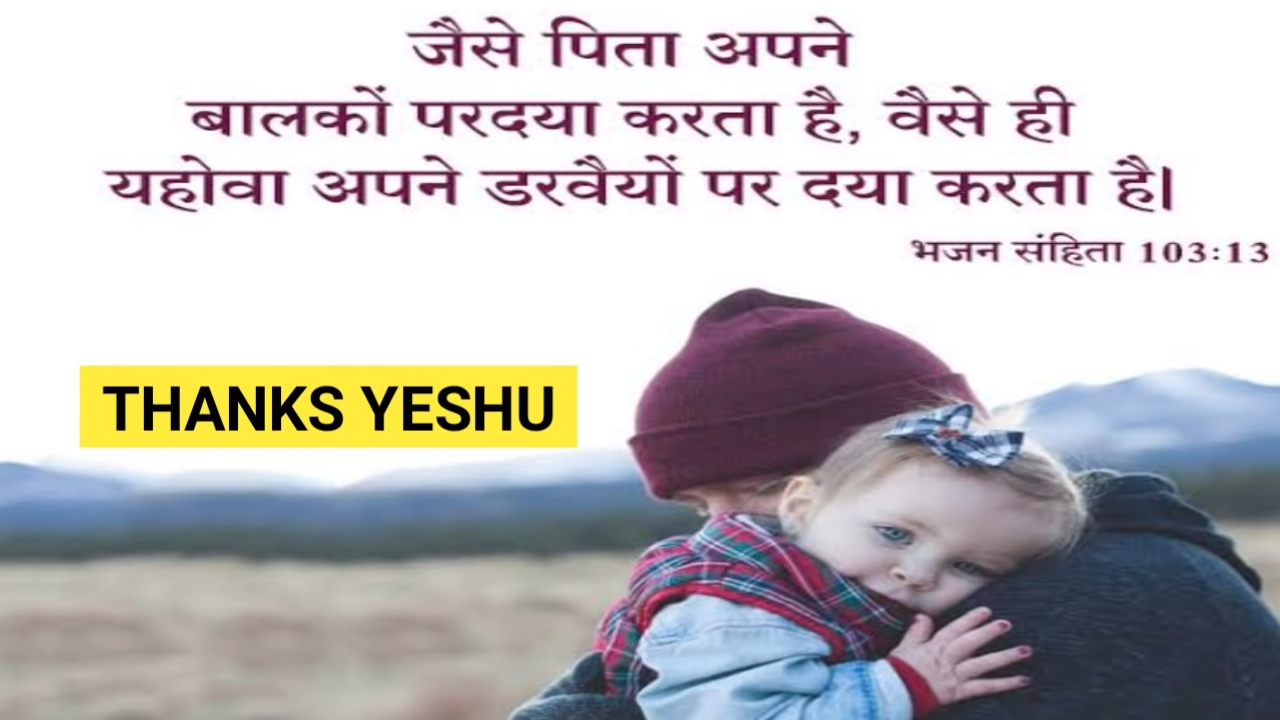 जैसे पिता अपने
बालकों परदया करता है, वैसे ही
यहोवा अपने डरवैयों पर दया करता है।
भजन संहिता 103:13
THANKS YESHU